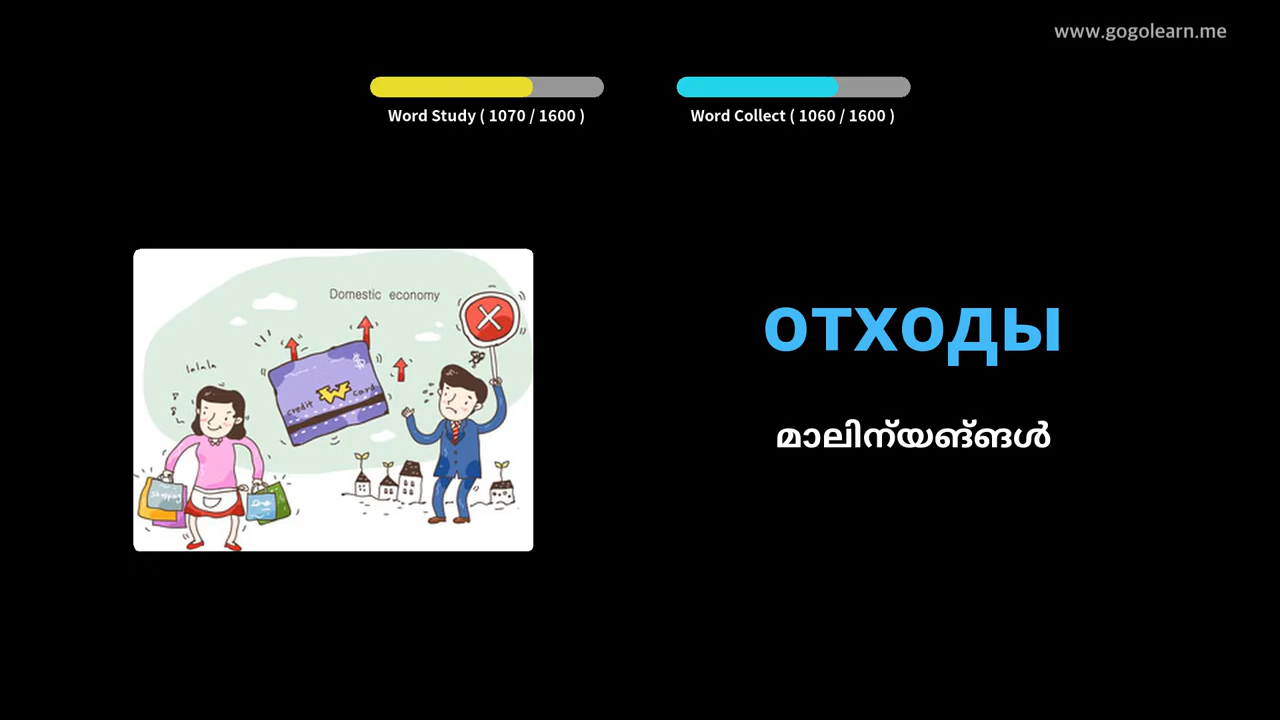 www.gogolearn.me
Word Study ( 1070 / 1600 )
Word Collect ( 1060 / 1600 )
Domestic economy
lalala
$
W
credit card
shopping
отходы
മാലിന്യങ്ങൾ